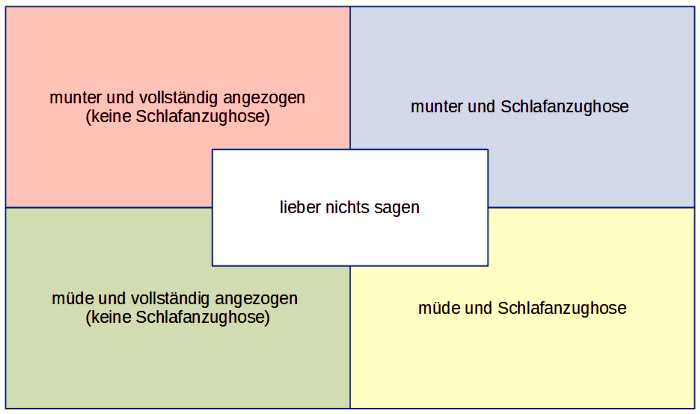 munter und vollständig angezogen
(keine Schlafanzughose)
munter und Schlafanzughose
lieber nichts sagen
müde und vollständig angezogen
(keine Schlafanzughose)
müde und Schlafanzughose